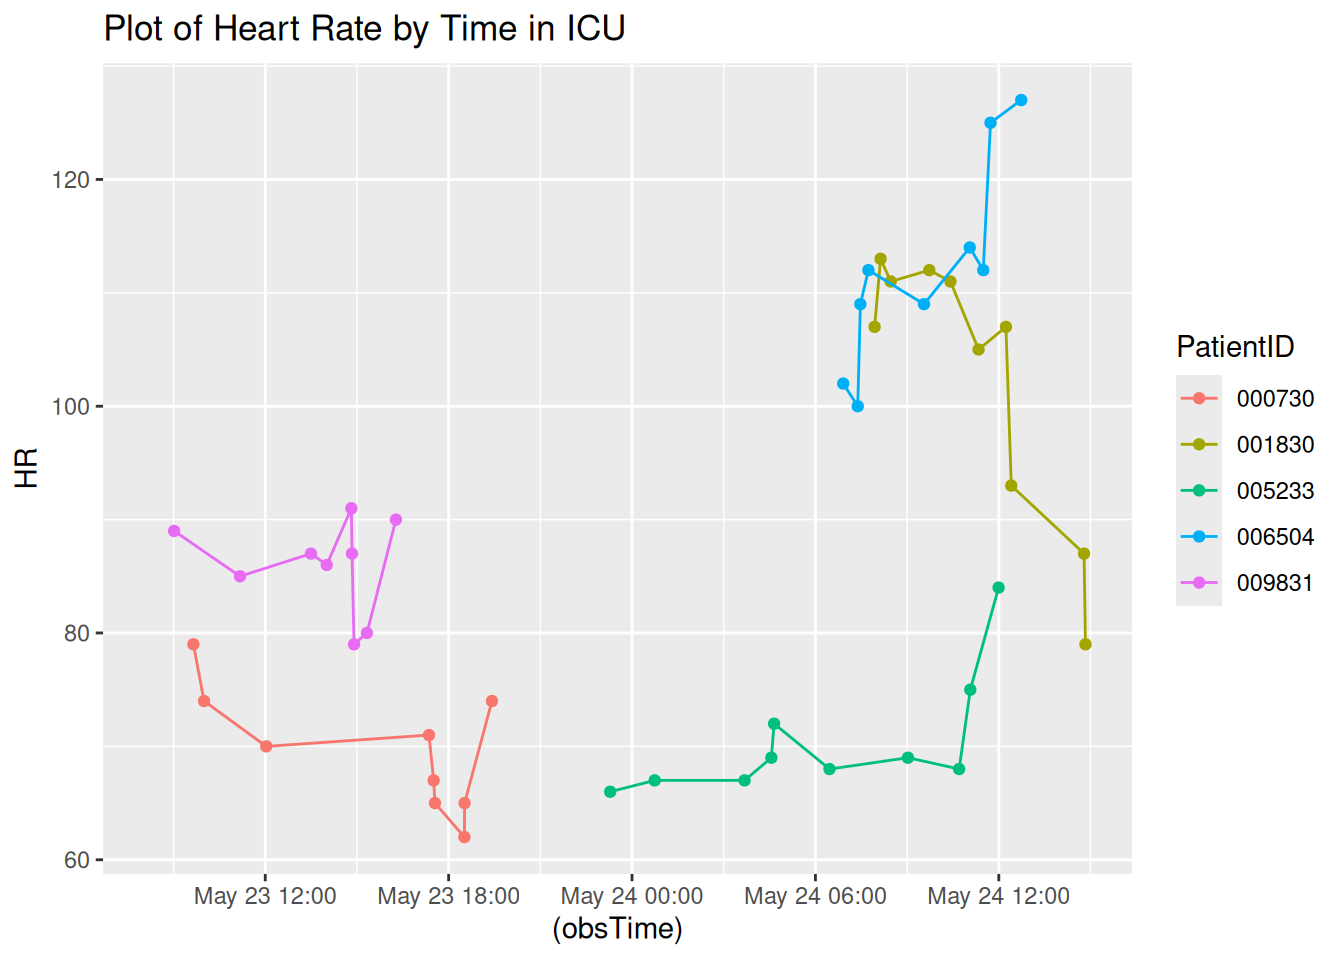 Plot of Heart Rate by Time in ICU
HR
120
100
80
60
May 23 12:00 May 23 18:00 May 24 00:00 May 24 06:00 May 24 12:00
(obsTime)
PatientID
000730
001830
005233
006504
009831